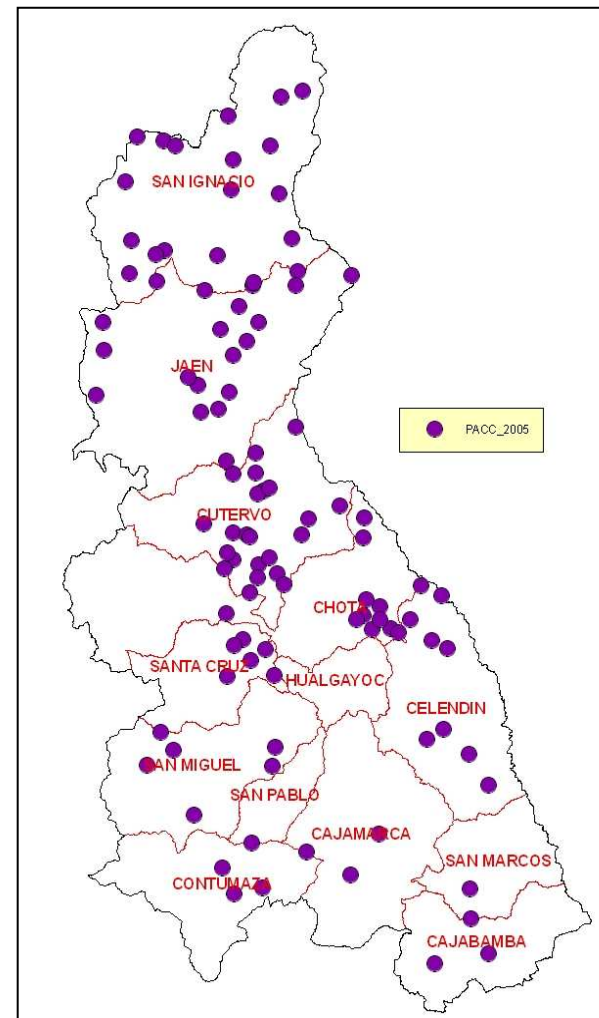 SAN IGNACIO
JAEN
PACC_2005
CUTERVO
CHOTA
SANTA CRUZ
HUALGAYOC
CELENDIN
SAN MIGUEL
SAN PABLO
CAJAMARCA
SAN MARCOS
CONTUMAZA
CAJABAMBA